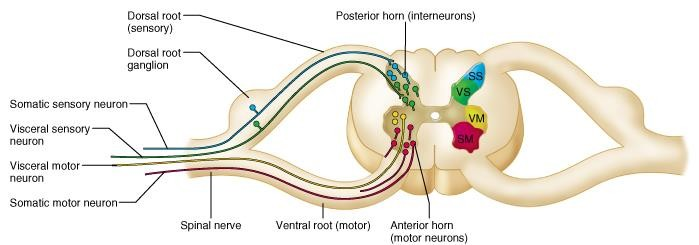 Dorsal root
(sensory)
Posterior horn (interneurons)
Dorsal root
ganglion
Somatic sensory neuron
Visceral sensory
neuron
Visceral motor
neuron
Somatic motor neuron
Spinal nerve
Ventral root (motor)
Anterior horn
(motor neurons)
SS
VS
VM
SM